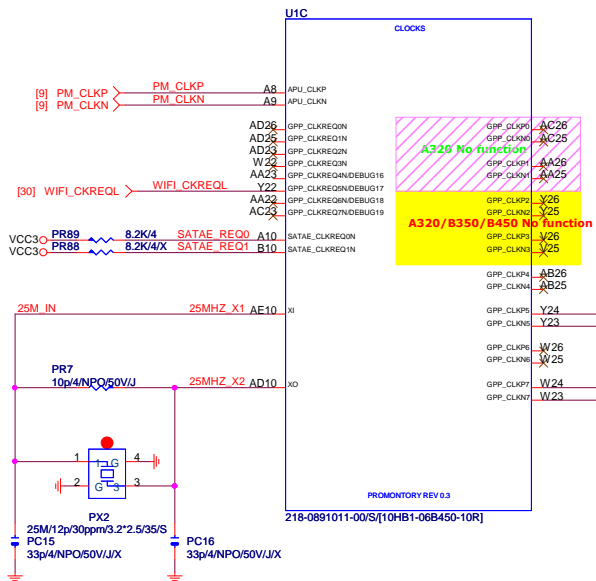 U1C
CLOCKS
[9] PM_CLKP PM_CLKP A8 APU_CLKP
[9] PM_CLKN PM_CLKN A9 APU_CLKN
AD26 GPP_CLKREQ0N GPP_CLKP0 AC26
AD25 GPP_CLKREQ1N GPP_CLKN0 AC25
AD23 GPP_CLKREQ2N A320 No function
W22 GPP_CLKREQ3N GPP_CLKP1 AA26
AA23 GPP_CLKREQ4N/DEBUG16 GPP_CLKN1 AA25
[30] WIFI_CKREQL WIFI_CKREQL Y22 GPP_CLKREQ5N/DEBUG17
AA22 GPP_CLKREQ6N/DEBUG18 GPP_CLKP2 Y26
AC23 GPP_CLKREQ7N/DEBUG19 GPP_CLKN2 Y25
A320/B350/B450 No function
VCC3 PR89 8.2K/4 SATAE_REQ0 A10 SATAE_CLKREQ0N GPP_CLKP3 V26
VCC3 PR88 8.2K/4/X SATAE_REQ1 B10 SATAE_CLKREQ1N GPP_CLKN3 V25
GPP_CLKP4 AB26
GPP_CLKN4 AB25
25M_IN 25MHZ_X1 AE10 XI GPP_CLKP5 Y24
GPP_CLKN5 Y23
GPP_CLKP6 W26
GPP_CLKN6 W25
PR7
10p/4/NPO/50V/J 25MHZ_X2 AD10 XO GPP_CLKP7 W24
GPP_CLKN7 W23
1 1 G 4
2 G 3 3
PROMONTORY REV 0.3
PX2 218-0891011-00/S/[10HB1-06B450-10R]
25M/12p/30ppm/3.2*2.5/35/S
PC15 PC16
33p/4/NPO/50V/J/X 33p/4/NPO/50V/J/X